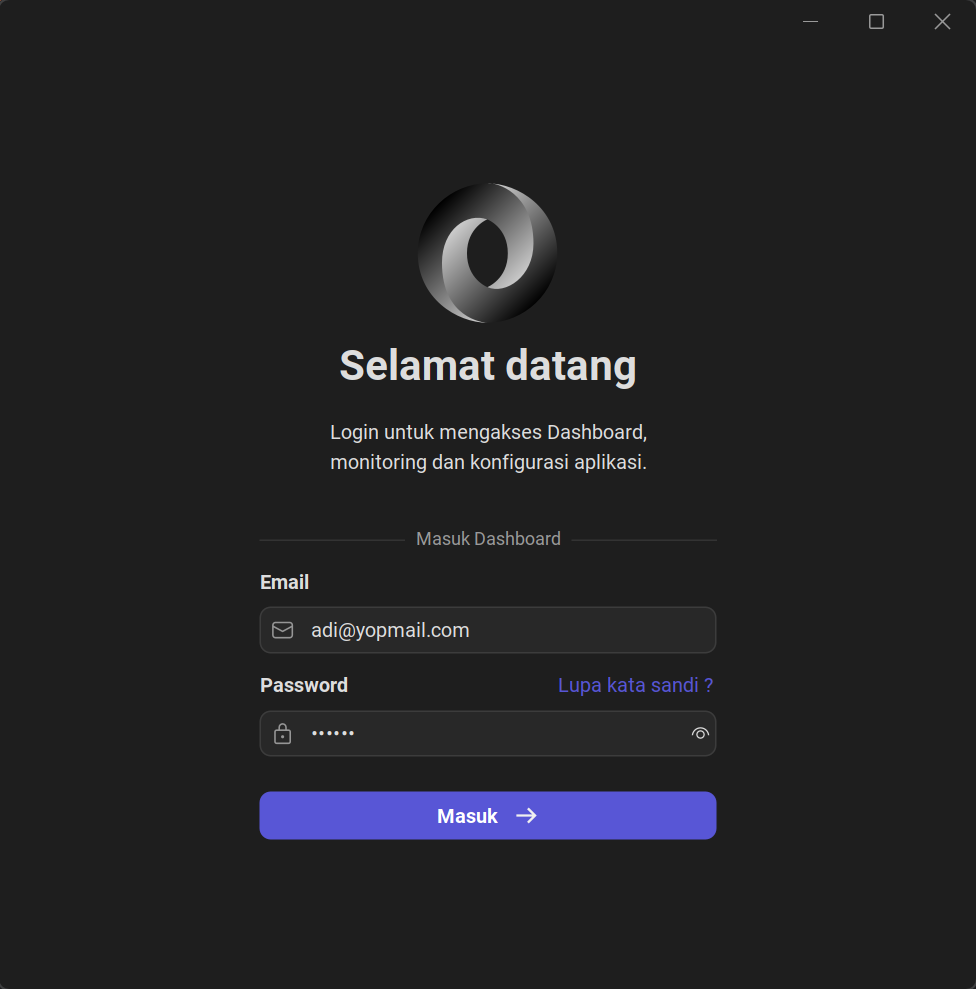 Selamat datang
Login untuk mengakses Dashboard,
monitoring dan konfigurasi aplikasi.
Masuk Dashboard
Email
adi@yopmail.com
Password Lupa kata sandi ?
••••••
Masuk